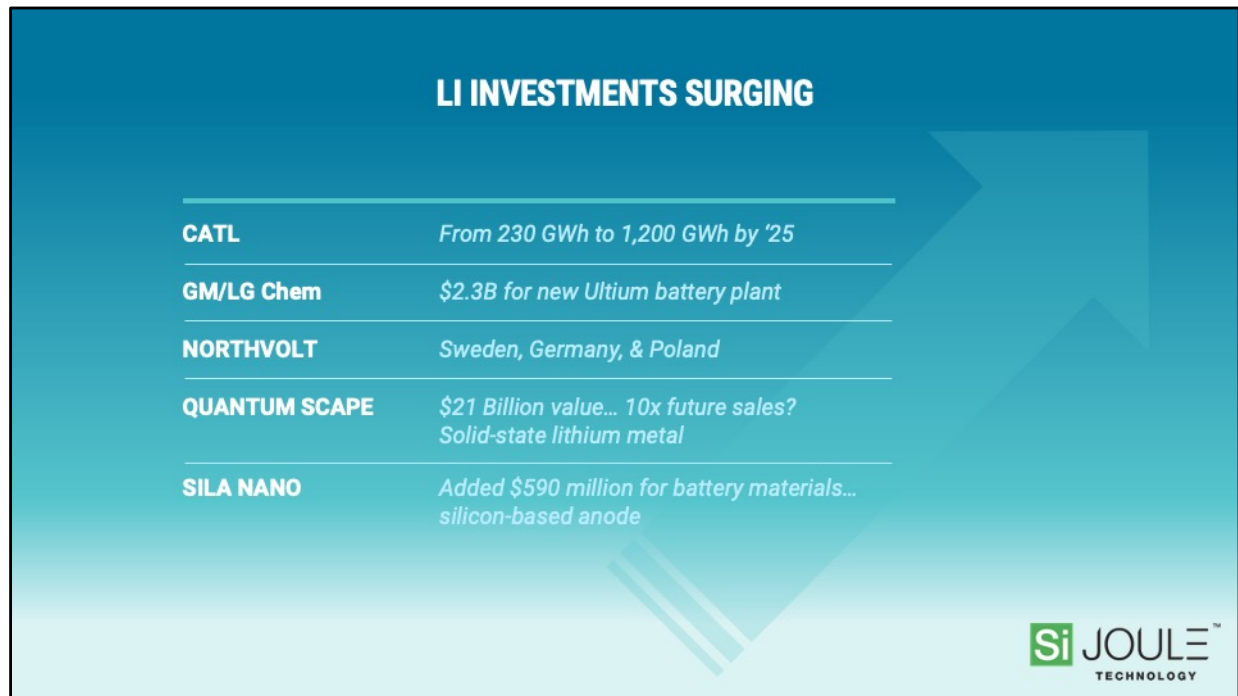 LI INVESTMENTS SURGING
CATL From 230 GWh to 1,200 GWh by ‘25
GM/LG Chem $2.3B for new Ultium battery plant
NORTHVOLT Sweden, Germany, & Poland
QUANTUM SCAPE $21 Billion value… 10x future sales?
Solid-state lithium metal
SILA NANO Added $590 million for battery materials…
silicon-based anode
Si JOULE™
TECHNOLOGY